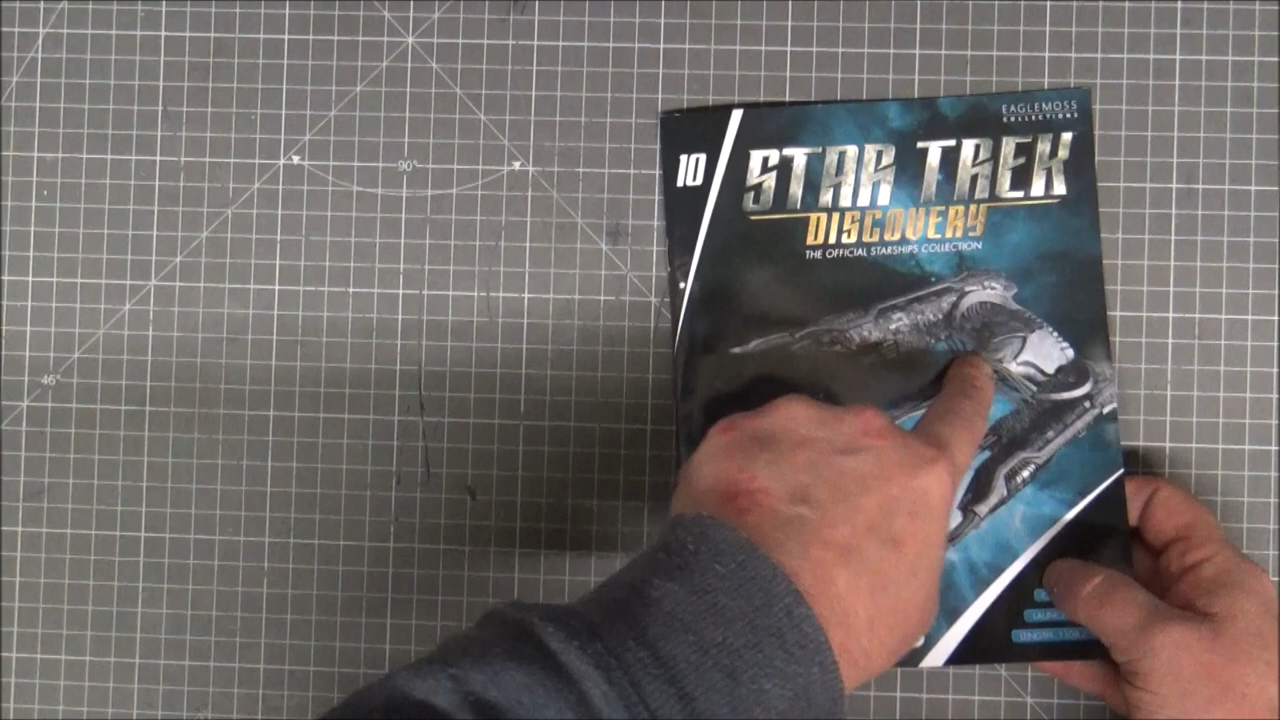 90°
46°
EAGLEMOSS
COLLECTIONS
10
STAR TREK
DISCOVERY
THE OFFICIAL STARSHIPS COLLECTION